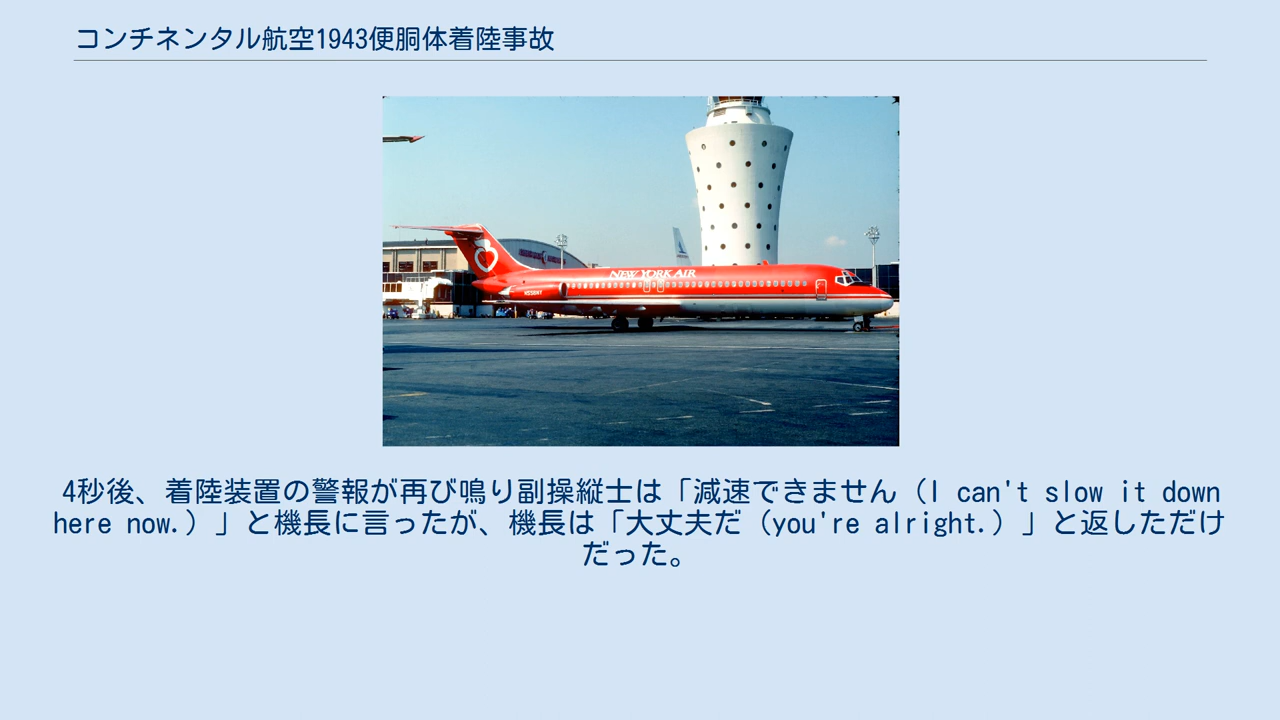 コンチネンタル航空1943便胴体着陸事故
NEW YORK AIR
4秒後、着陸装置の警報が再び鳴り副操縦士は「減速できません（I can't slow it down
here now.）」と機長に言ったが、機長は「大丈夫だ（you're alright.）」と返しただけ
だった。